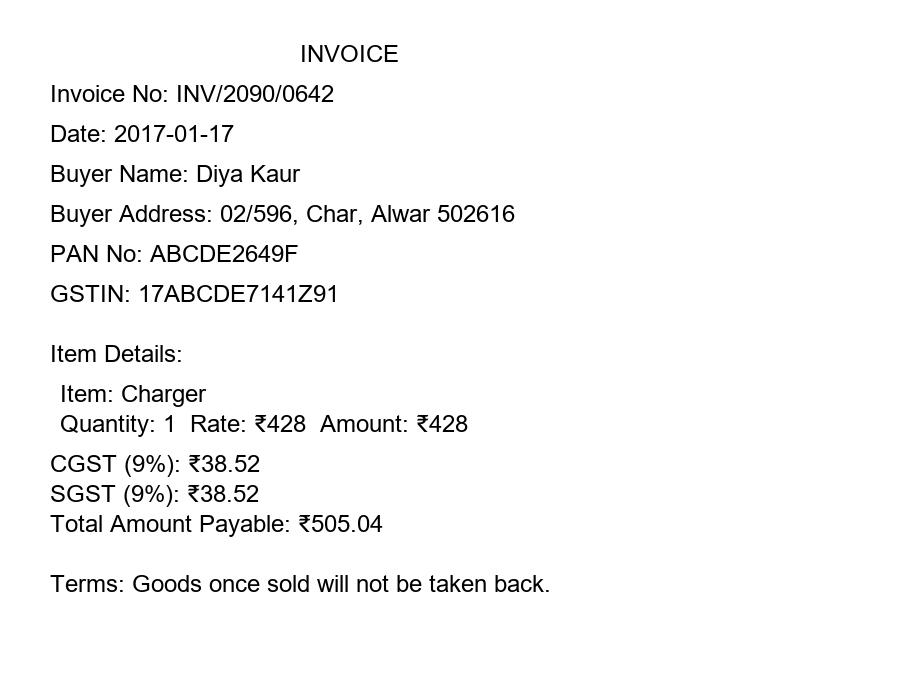 INVOICE
Invoice No: INV/2090/0642
Date: 2017-01-17
Buyer Name: Diya Kaur
Buyer Address: 02/596, Char, Alwar 502616
PAN No: ABCDE2649F
GSTIN: 17ABCDE7141Z91
Item Details:
Item: Charger
Quantity: 1  Rate: ₹428  Amount: ₹428
CGST (9%): ₹38.52
SGST (9%): ₹38.52
Total Amount Payable: ₹505.04
Terms: Goods once sold will not be taken back.